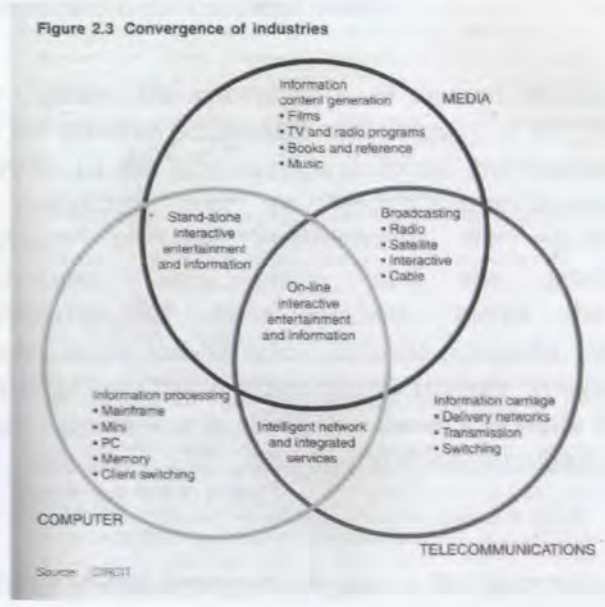 Figure 2.3 Convergence of industries
Information
content generation
• Films
• TV and radio programs
• Books and reference
• Music
MEDIA
Stand-alone
interactive
entertainment
and information
Broadcasting
• Radio
• Satellite
• Interactive
• Cable
On-line
interactive
entertainment
and information
Information processing
• Mainframe
• Mini
• PC
• Memory
• Client switching
Intelligent network
and integrated
services
Information carriage
• Delivery networks
• Transmission
• Switching
COMPUTER
TELECOMMUNICATIONS
Source: CIRCIT